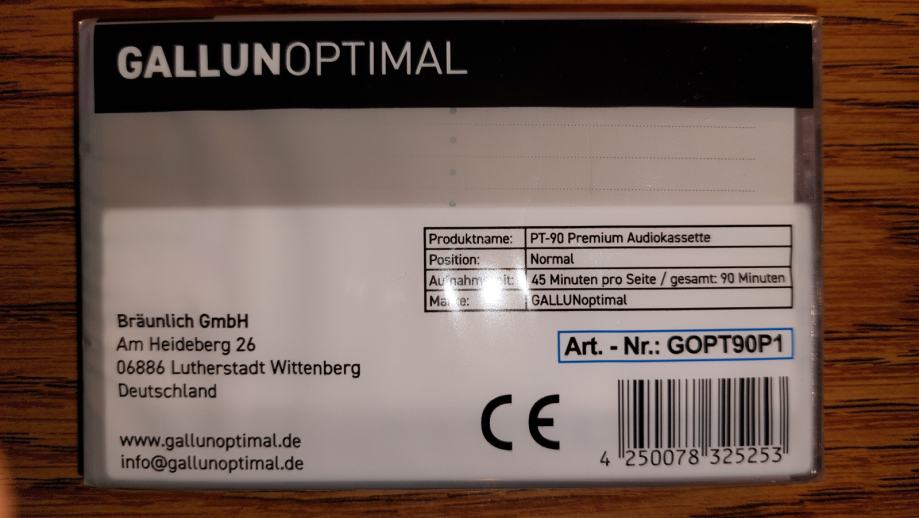 GALLUNOPTIMAL
Produktname: PT-90 Premium Audiokassette
Position: Normal
45 Minuten pro Seite / gesamt: 90 Minuten
Marke: GALLUNoptimal
Bräunlich GmbH
Am Heideberg 26
06886 Lutherstadt Wittenberg
Deutschland
www.gallunoptimal.de
info@gallunoptimal.de
Art. - Nr.: GOPT90P1
CE
4 250078 325253